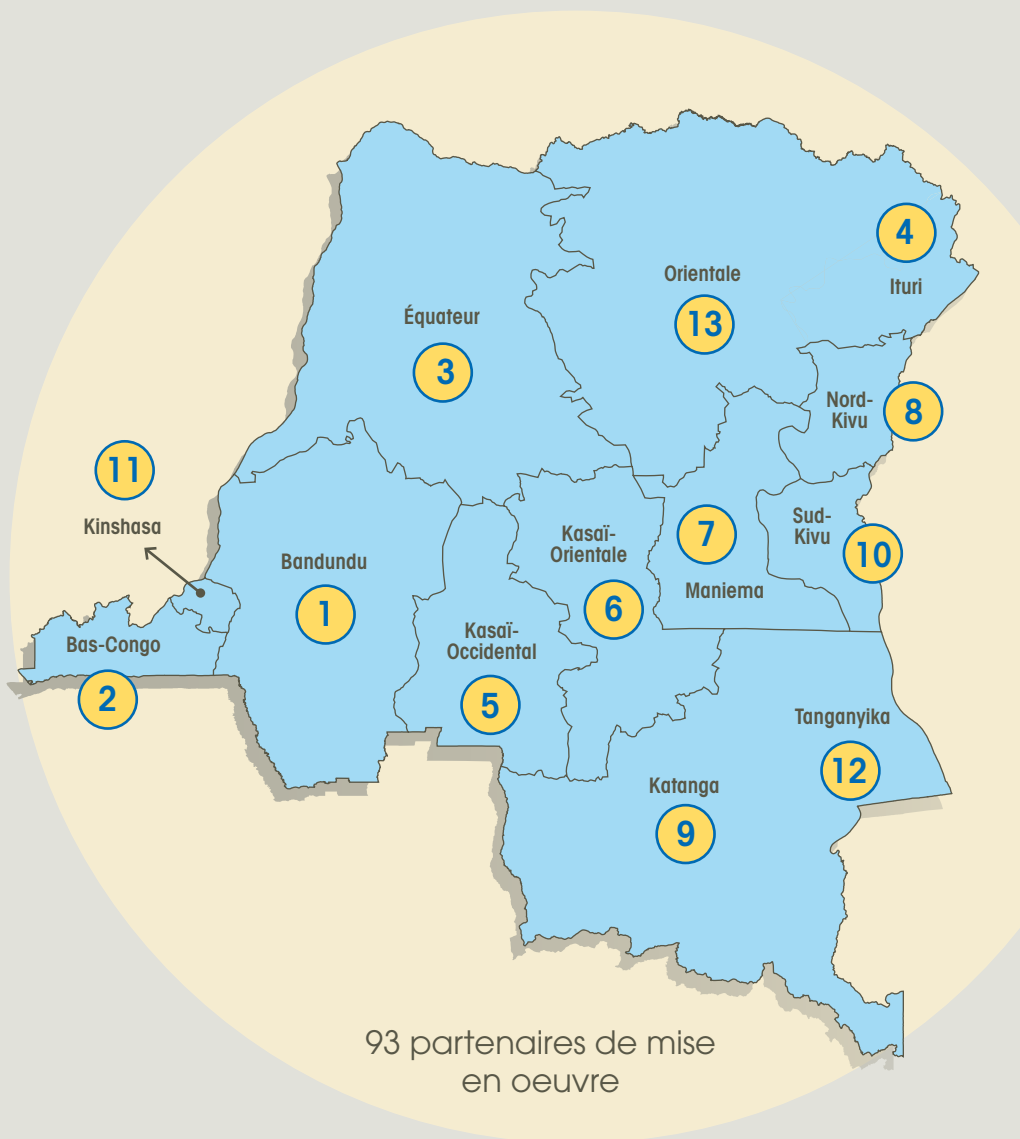 4
Ituri
Orientale
13
Équateur
3
Nord-
Kivu
8
11
Kinshasa
Sud-
Kivu
10
Kasaï-
Orientale
6
7
Maniema
Bandundu
1
Bas-Congo
2
Kasaï-
Occidental
5
Tanganyika
12
Katanga
9
93 partenaires de mise
en oeuvre